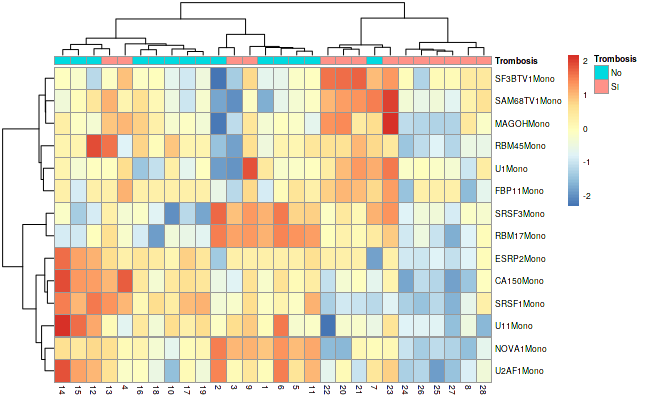 Trombosis
SF3BTV1Mono
SAM68TV1Mono
MAGOHMono
RBM45Mono
U1Mono
FBP11Mono
SRSF3Mono
RBM17Mono
ESRP2Mono
CA150Mono
SRSF1Mono
U11Mono
NOVA1Mono
U2AF1Mono
14 15 12 13 4 16 18 10 17 19 2 3 9 1 6 5 11 22 20 21 7 23 24 26 25 27 8 28
2
1
0
-1
-2
Trombosis
No
SI